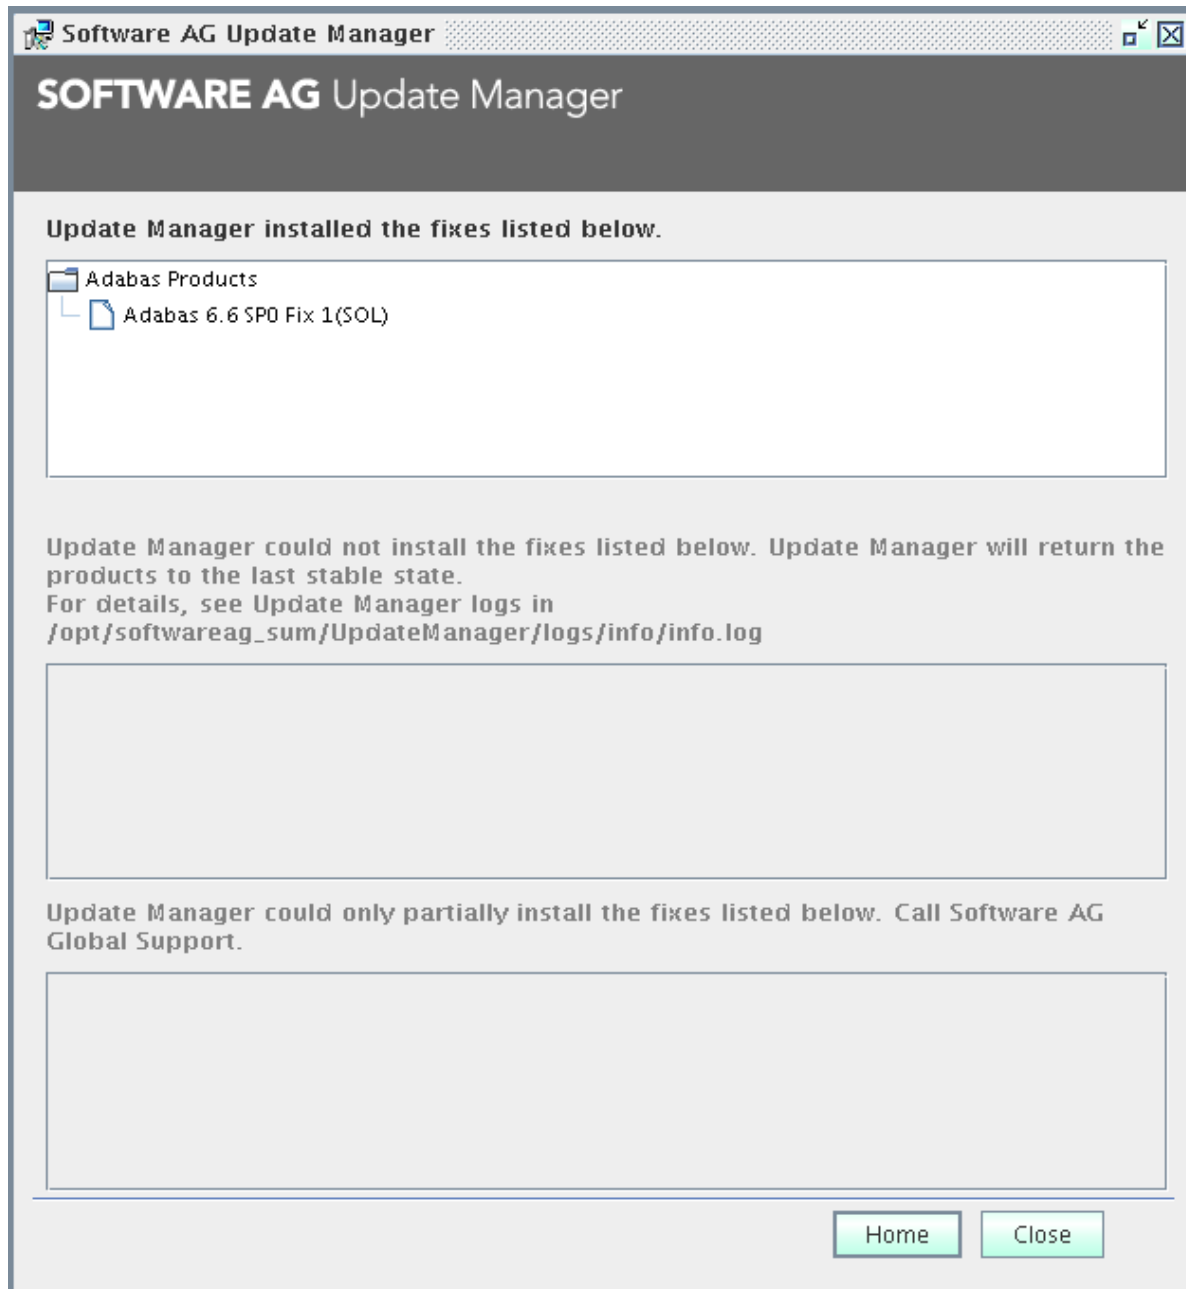 Software AG Update Manager
SOFTWARE AG Update Manager
Update Manager installed the fixes listed below.
Adabas Products
Adabas 6.6 SP0 Fix 1(SOL)
Update Manager could not install the fixes listed below. Update Manager will return the
products to the last stable state.
For details, see Update Manager logs in
/opt/softwareag_sum/UpdateManager/logs/info/info.log
Update Manager could only partially install the fixes listed below. Call Software AG
Global Support.
Home
Close